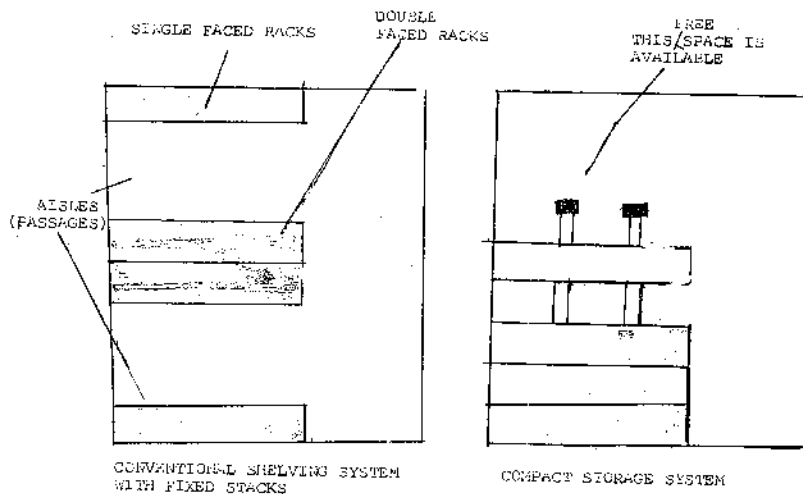 SINGLE FACED RACKS
DOUBLE
FACED RACKS
FREE
THIS SPACE IS
AVAILABLE
AISLES
(PASSAGES)
CONVENTIONAL SHELVING SYSTEM
WITH FIXED STACKS
COMPACT STORAGE SYSTEM